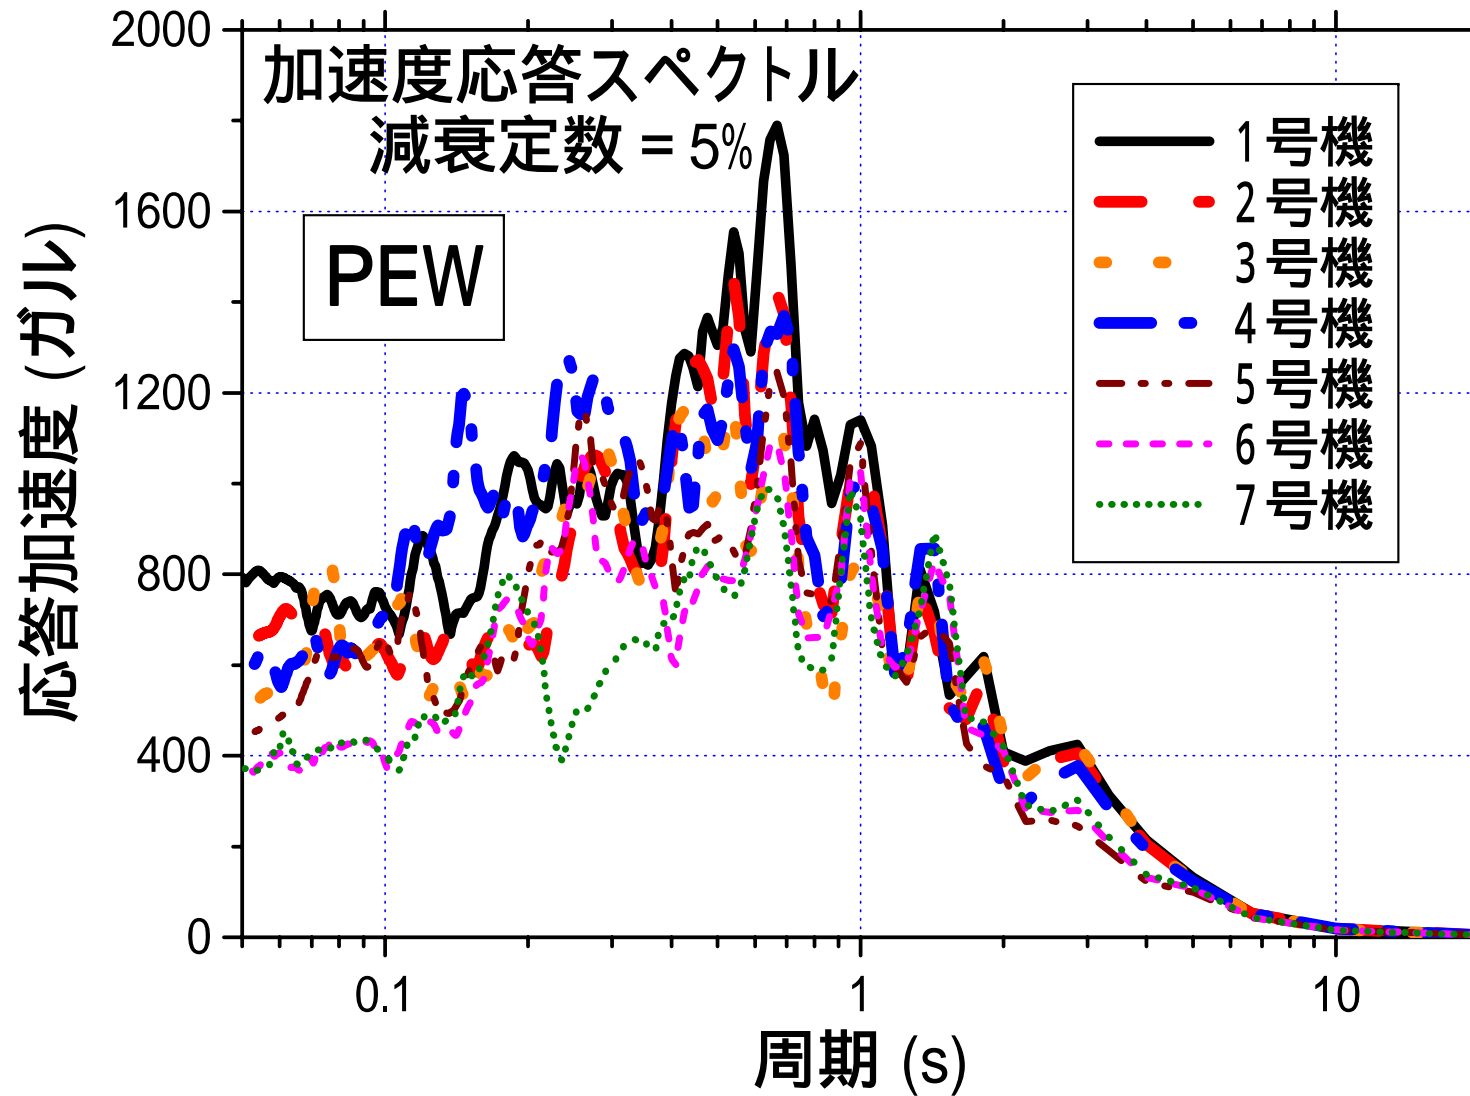 加速度応答スペクトル
減衰定数 = 5%
PEW
1号機
2号機
3号機
4号機
5号機
6号機
7号機
応答加速度 (ガル)
2000
1600
1200
800
400
0
0.1
1
10
周期 (s)